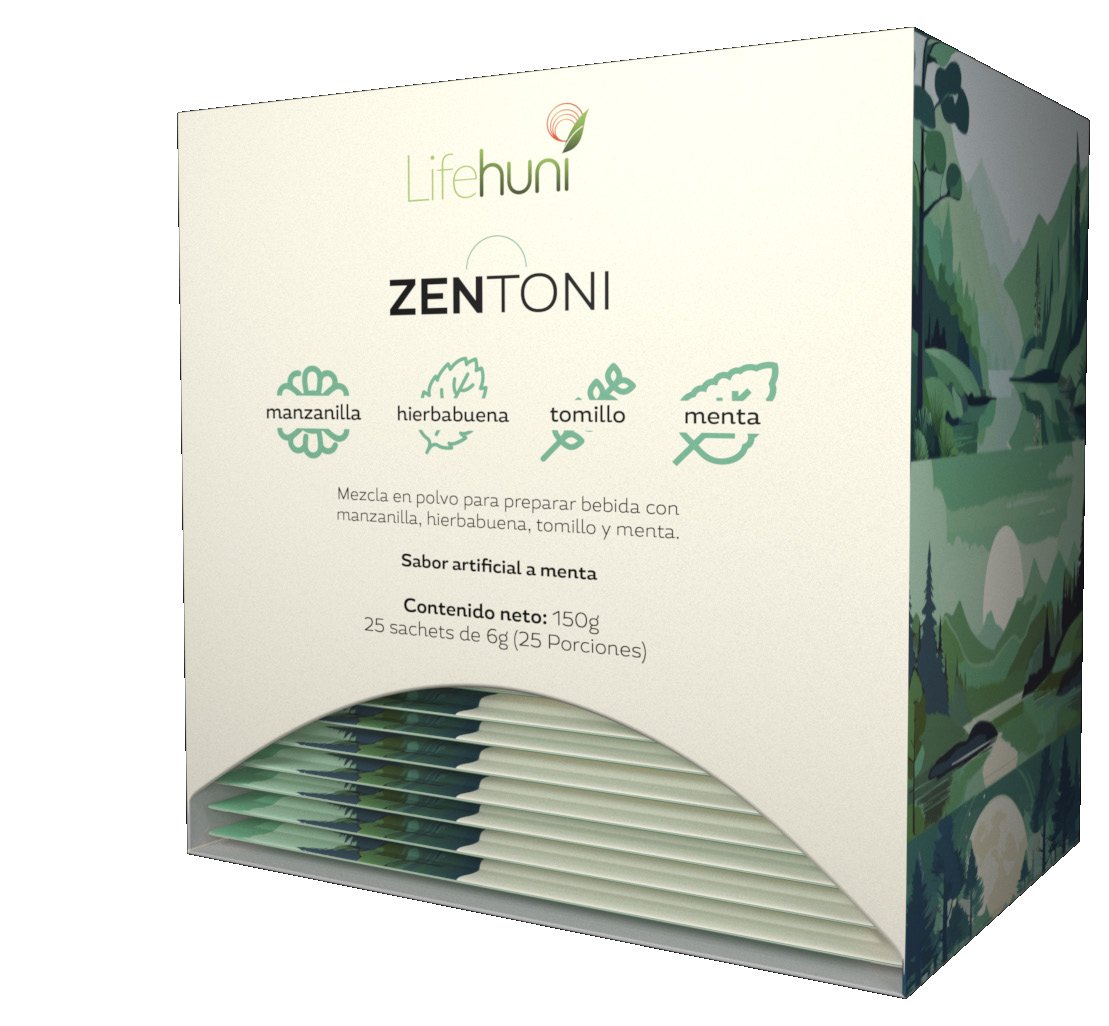 Lifehuni
ZENTONI
manzanilla hierbabuena tomillo menta
Mezcla en polvo para preparar bebida con
manzanilla, hierbabuena, tomillo y menta.
Sabor artificial a menta
Contenido neto: 150g
25 sachets de 6g (25 Porciones)